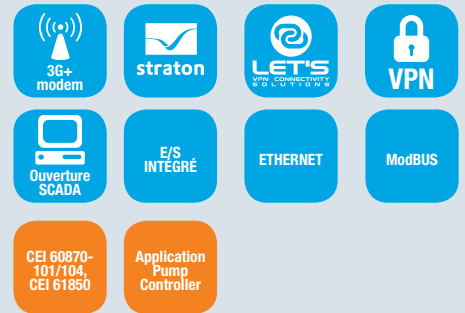 3G+
modem
straton
LET'S
VPN CONNECTIVITY
SOLUTIONS
VPN
Ouverture
SCADA
E/S
INTÉGRÉ
ETHERNET
ModBUS
CEI 60870-
101/104,
CEI 61850
Application
Pump
Controller